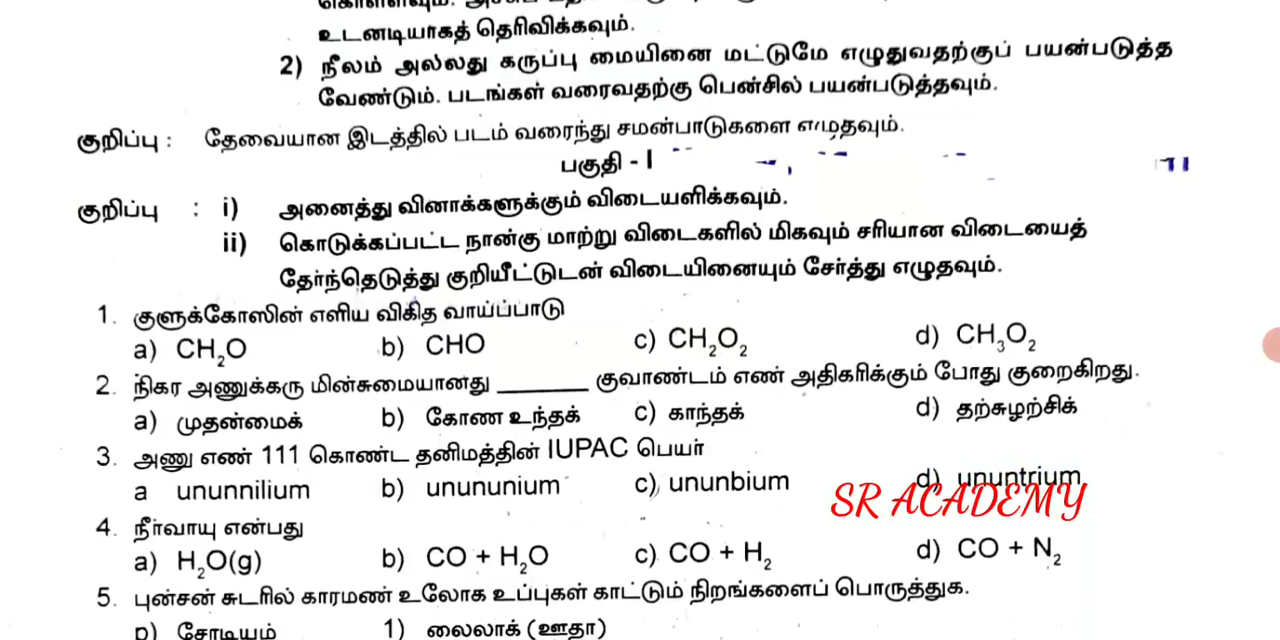 உடனடியாகத் தெரிவிக்கவும்.
2) நீலம் அல்லது கருப்பு மையினை மட்டுமே எழுதுவதற்குப் பயன்படுத்த
வேண்டும். படங்கள் வரைவதற்கு பென்சில் பயன்படுத்தவும்.
குறிப்பு : தேவையான இடத்தில் படம் வரைந்து சமன்பாடுகளை எழுதவும்.
பகுதி - I
குறிப்பு : i) அனைத்து வினாக்களுக்கும் விடையளிக்கவும்.
ii) கொடுக்கப்பட்ட நான்கு மாற்று விடைகளில் மிகவும் சரியான விடையைத்
தேர்ந்தெடுத்து குறியீட்டுடன் விடையினையும் சேர்த்து எழுதவும்.
1. குளுக்கோஸின் எளிய விகித வாய்ப்பாடு
a) CH₂O b) CHO c) CH₂O₂ d) CH₃O₂
2. நிகர அணுக்கரு மின்சுமையானது ________ குவாண்டம் எண் அதிகரிக்கும் போது குறைகிறது.
a) முதன்மைக் b) கோண உந்தக் c) காந்தக் d) தற்சுழற்சிக்
3. அணு எண் 111 கொண்ட தனிமத்தின் IUPAC பெயர்
a ununnilium b) unununium c) ununbium d) ununtrium
SR ACADEMY
4. நீர்வாயு என்பது
a) H₂O(g) b) CO + H₂O c) CO + H₂ d) CO + N₂
5. புன்சன் சுடரில் காரமண் உலோக உப்புகள் காட்டும் நிறங்களைப் பொருத்துக.
p) சோடியம் 1) லைலாக் (ஊதா)